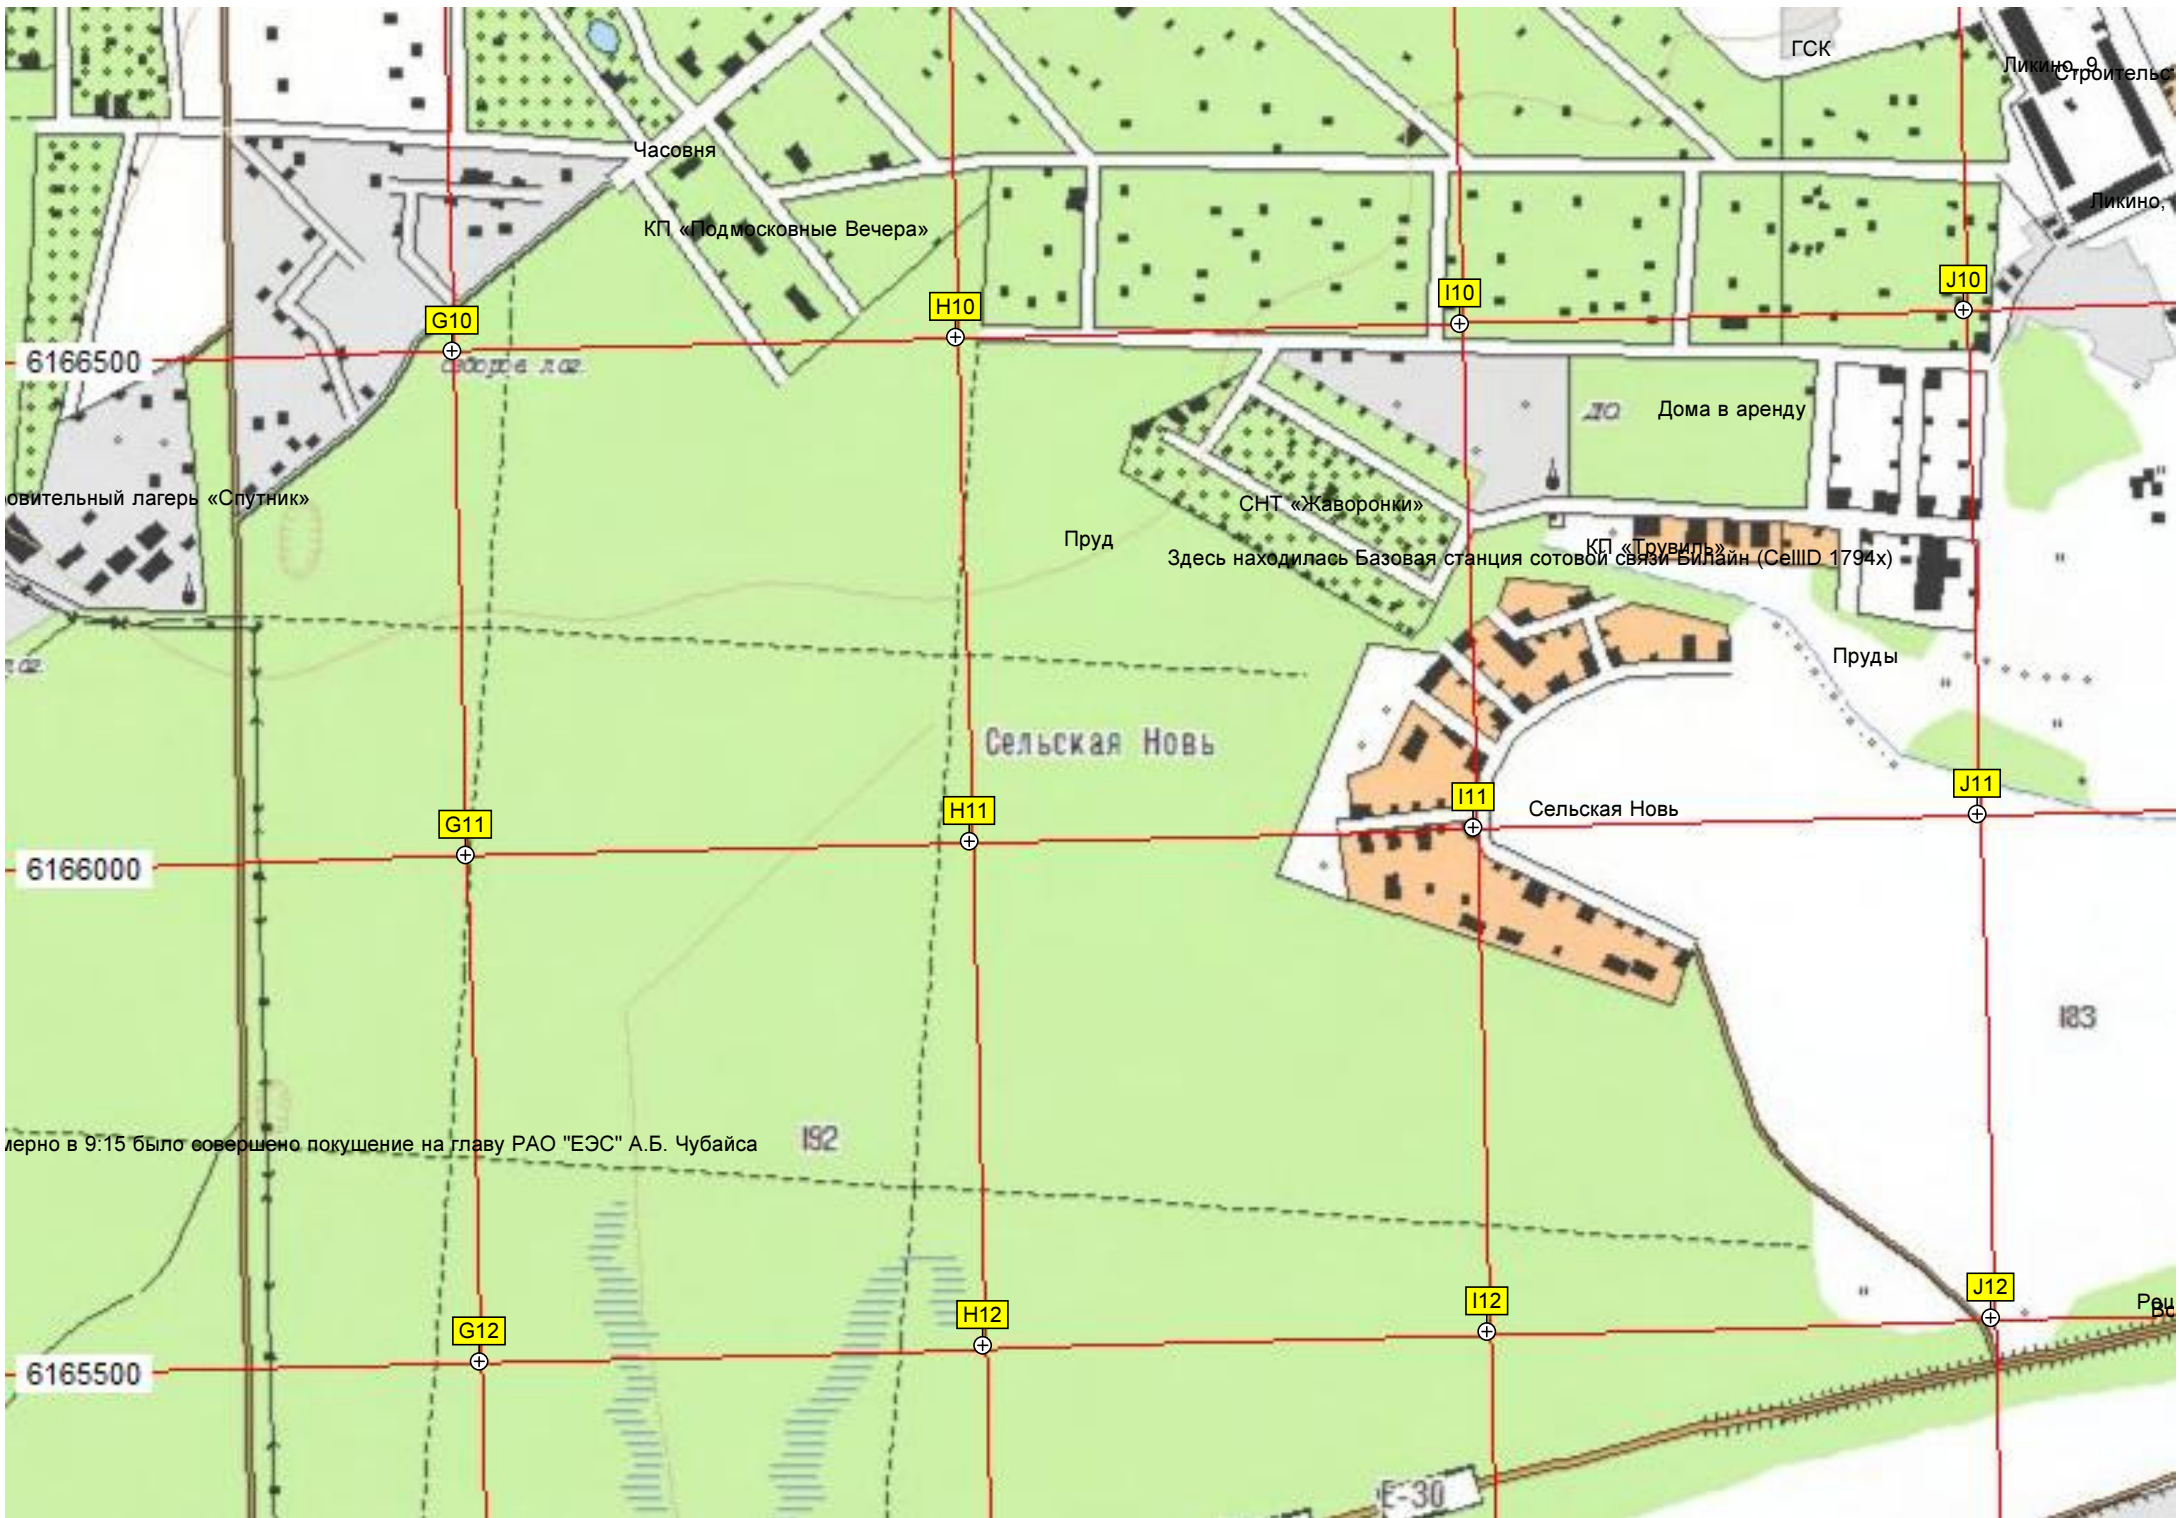 ГСК
Ликино, 9
Строительс
Часовня
Ликино,
КП «Подмосковные Вечера»
G10
H10
I10
J10
6166500
ДО
Дома в аренду
овительный лагерь «Спутник»
СНТ «Жаворонки»
Пруд
КП «Трувиль»
Здесь находилась Базовая станция сотовой связи Билайн (CellID 1794x)
Пруды
Сельская Новь
G11
H11
I11
J11
Сельская Новь
6166000
183
192
мерно в 9:15 было совершено покушение на главу РАО "ЕЭС" А.Б. Чубайса
G12
H12
I12
J12
6165500
E-30